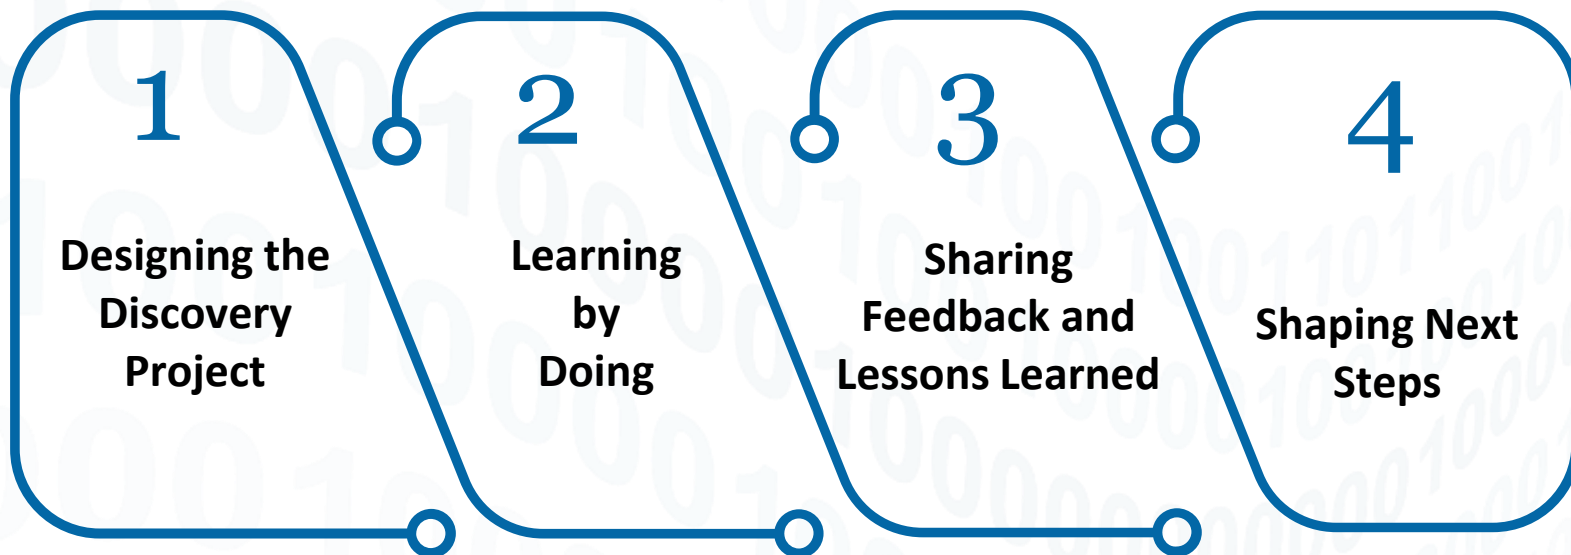 1
Designing the
Discovery
Project
2
Learning
by
Doing
3
Sharing
Feedback and
Lessons Learned
4
Shaping Next
Steps